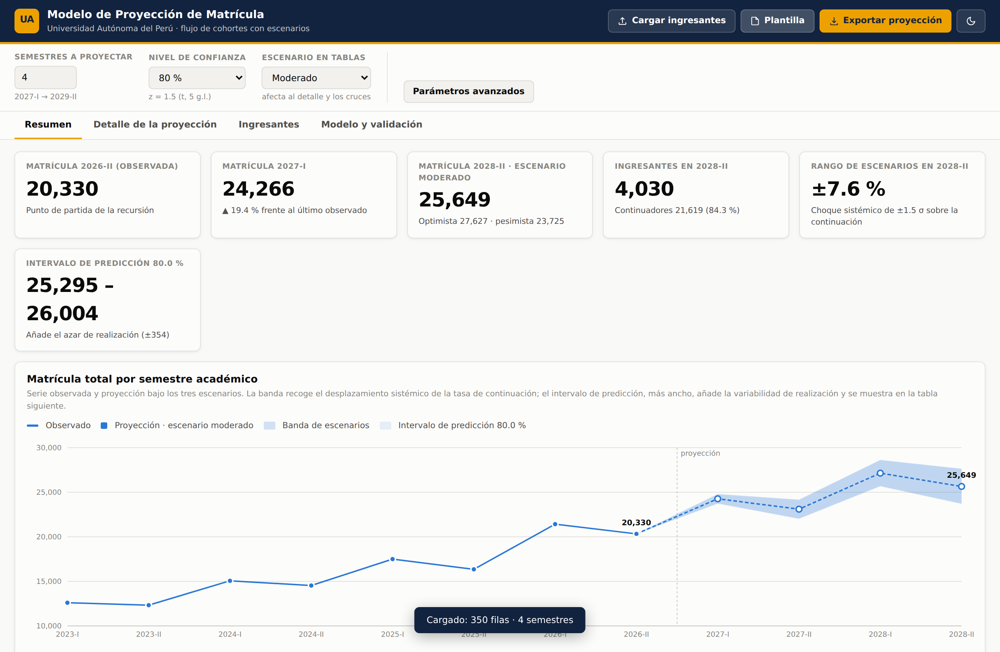 UA
Modelo de Proyección de Matrícula
Universidad Autónoma del Perú · flujo de cohortes con escenarios
Cargar ingresantes
Plantilla
Exportar proyección
SEMESTRES A PROYECTAR
4
2027-I → 2029-II
NIVEL DE CONFIANZA
80 %
z = 1.5 (t, 5 g.l.)
ESCENARIO EN TABLAS
Moderado
afecta al detalle y los cruces
Parámetros avanzados
Resumen
Detalle de la proyección
Ingresantes
Modelo y validación
MATRÍCULA 2026-II (OBSERVADA)
20,330
Punto de partida de la recursión
MATRÍCULA 2027-I
24,266
▲ 19.4 % frente al último observado
MATRÍCULA 2028-II · ESCENARIO
MODERADO
25,649
Optimista 27,627 · pesimista 23,725
INGRESANTES EN 2028-II
4,030
Continuadores 21,619 (84.3 %)
RANGO DE ESCENARIOS EN 2028-II
±7.6 %
Choque sistémico de ±1.5 σ sobre la
continuación
INTERVALO DE PREDICCIÓN 80.0 %
25,295 –
26,004
Añade el azar de realización (±354)
Matrícula total por semestre académico
Serie observada y proyección bajo los tres escenarios. La banda recoge el desplazamiento sistémico de la tasa de continuación; el intervalo de predicción, más ancho, añade la variabilidad de realización y se muestra en la tabla
siguiente.
Observado
Proyección · escenario moderado
Banda de escenarios
Intervalo de predicción 80.0 %
30,000
25,000
20,000
15,000
10,000
proyección
20,330
25,649
2023-I
2023-II
2024-I
2024-II
2025-I
2025-II
2026-I
2026-II
2027-I
2027-II
2028-I
2028-II
Cargado: 350 filas · 4 semestres